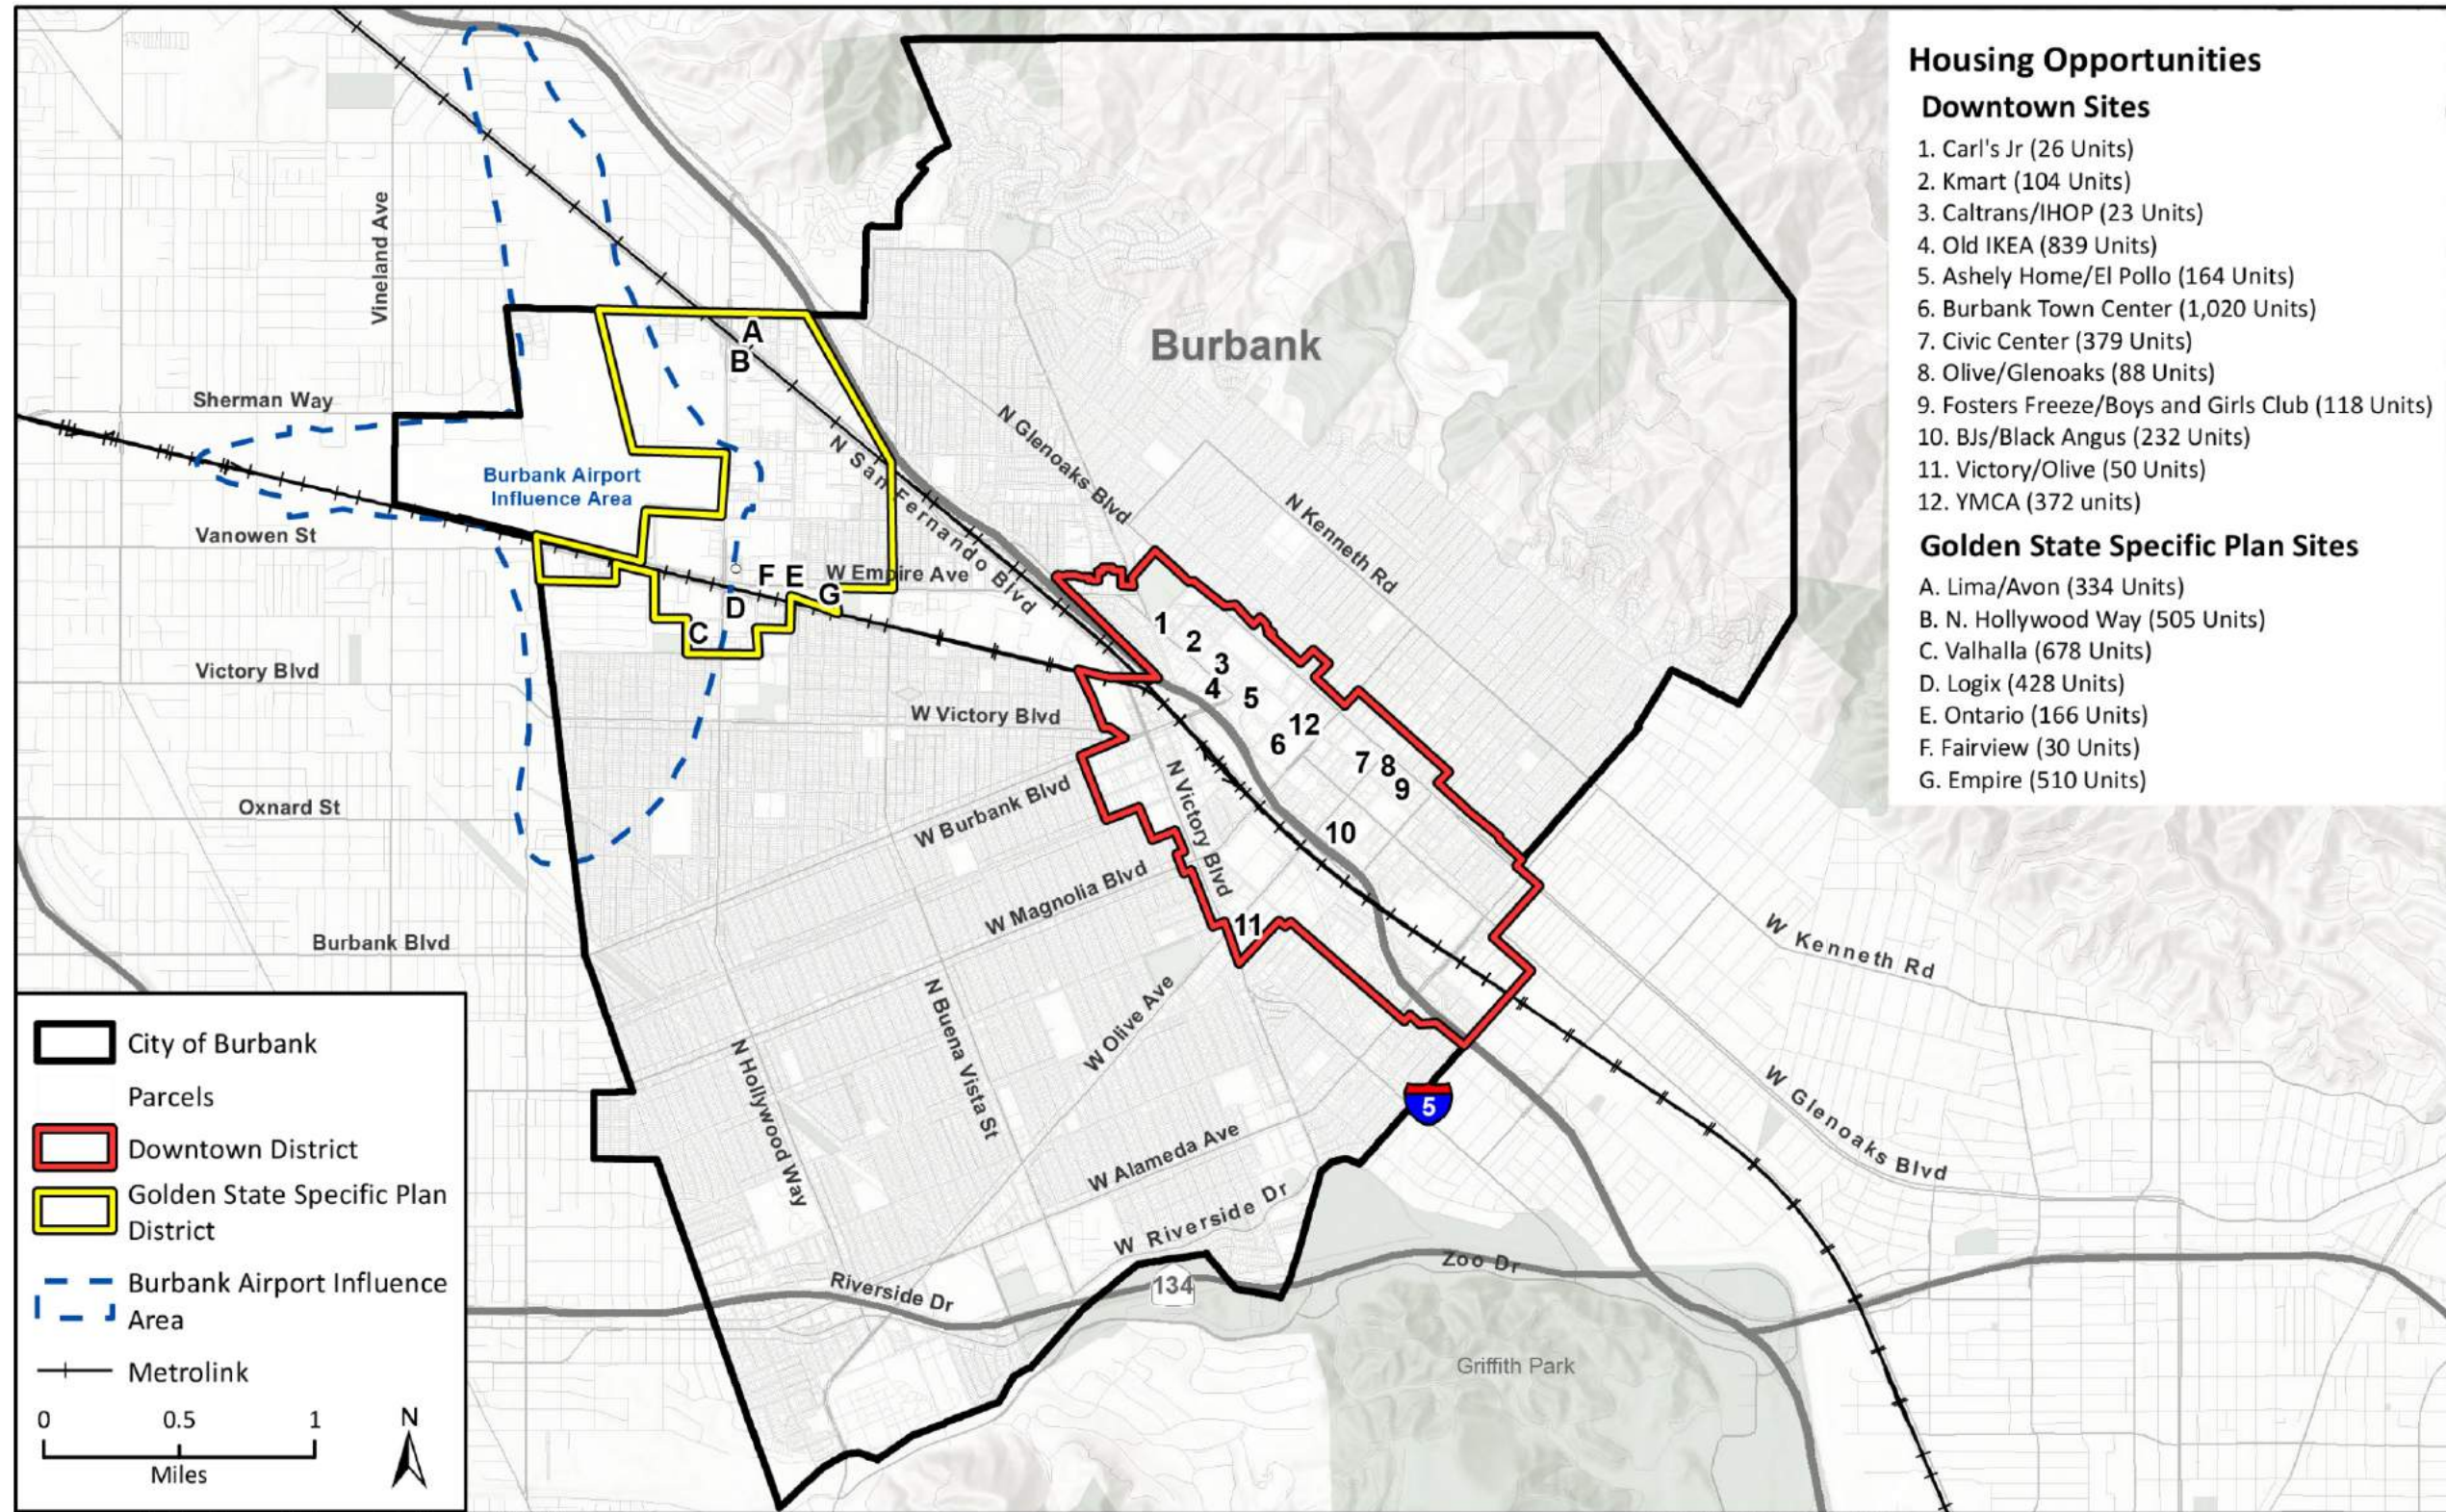 Housing Opportunities
Downtown Sites
1. Carl's Jr (26 Units)
2. Kmart (104 Units)
3. Caltrans/IHOP (23 Units)
4. Old IKEA (839 Units)
5. Ashely Home/El Pollo (164 Units)
6. Burbank Town Center (1,020 Units)
7. Civic Center (379 Units)
8. Olive/Glenoaks (88 Units)
9. Fosters Freeze/Boys and Girls Club (118 Units)
10. BJs/Black Angus (232 Units)
11. Victory/Olive (50 Units)
12. YMCA (372 units)
Golden State Specific Plan Sites
A. Lima/Avon (334 Units)
B. N. Hollywood Way (505 Units)
C. Valhalla (678 Units)
D. Logix (428 Units)
E. Ontario (166 Units)
F. Fairview (30 Units)
G. Empire (510 Units)
Vineland Ave
A
B
Burbank
Sherman Way
N Glenoaks Blvd
N San Fernando Blvd
Burbank Airport
Influence Area
N Kenneth Rd
Vanowen St
F
E
W Empire Ave
G
D
C
1
2
3
4
5
12
6
7
8
9
10
11
Victory Blvd
W Victory Blvd
N Victory Blvd
Oxnard St
W Burbank Blvd
W Magnolia Blvd
Burbank Blvd
W Kenneth Rd
N Hollywood Way
N Buena Vista St
W Olive Ave
5
W Glenoaks Blvd
W Alameda Ave
W Riverside Dr
Zoo Dr
Riverside Dr
134
Griffith Park
City of Burbank
Parcels
Downtown District
Golden State Specific Plan
District
Burbank Airport Influence
Area
Metrolink
0 0.5 1
Miles
N